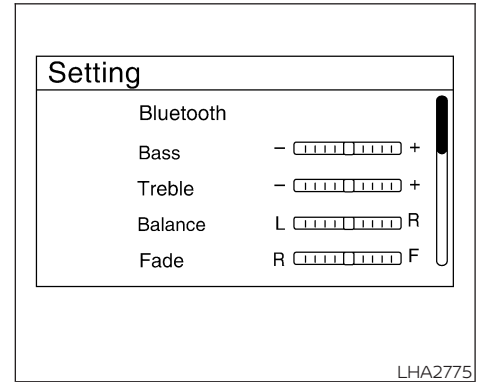 Setting
Bluetooth
Bass - +
Treble - +
Balance L R
Fade R F
LHA2775